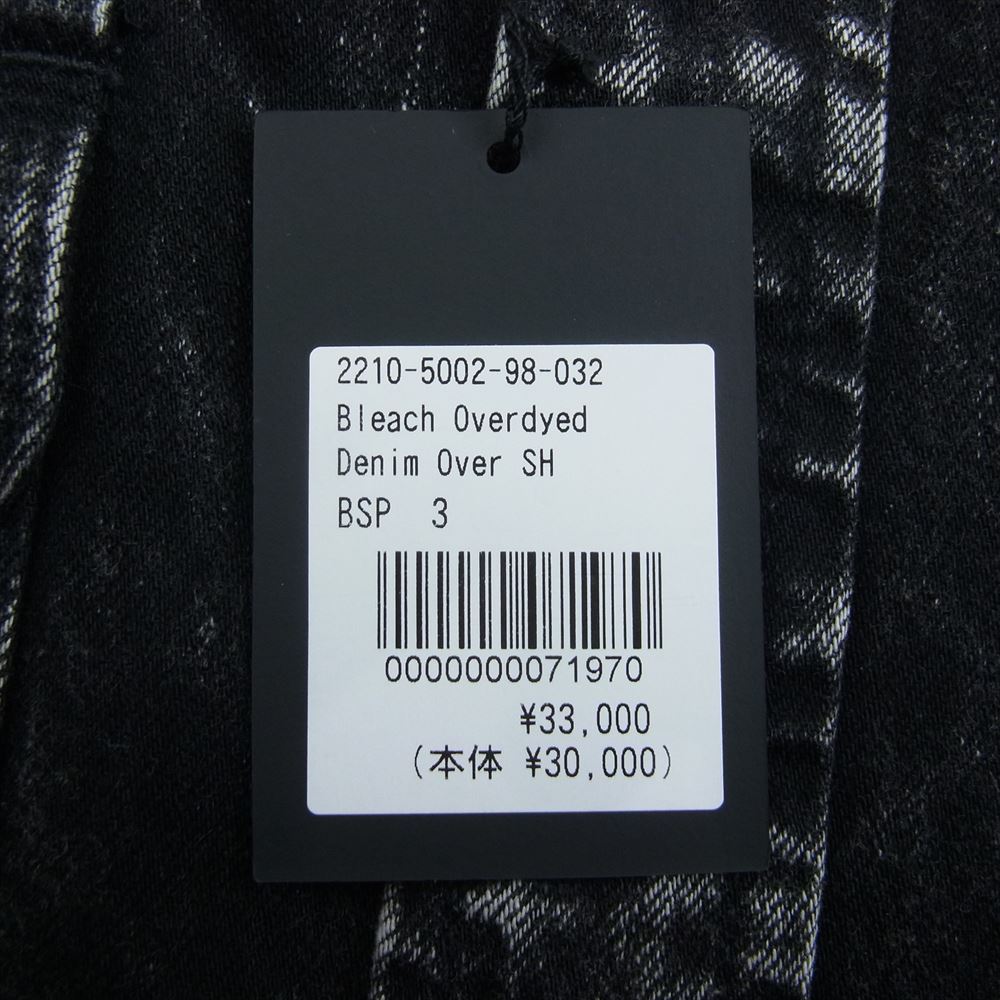 2210-5002-98-032
Bleach Overdyed
Denim Over SH
BSP 3
0000000071970
¥33,000
(本体 ¥30,000)